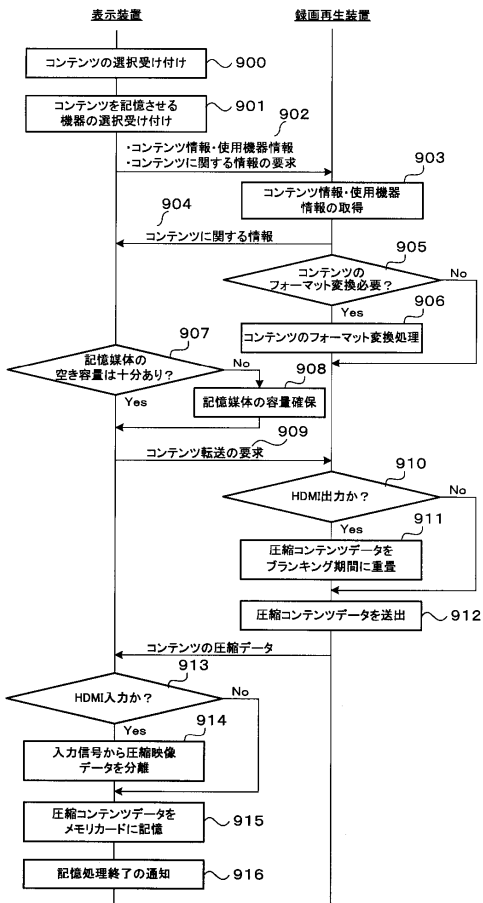 表示装置
録画再生装置
コンテンツの選択受け付け
900
コンテンツを記憶させる
機器の選択受け付け
901
902
・コンテンツ情報・使用機器情報
・コンテンツに関する情報の要求
903
コンテンツ情報・使用機器
情報の取得
904
コンテンツに関する情報
905
コンテンツの
フォーマット変換必要？
No
Yes
906
コンテンツのフォーマット変換処理
907
記憶媒体の
空き容量は十分あり？
No
Yes
908
記憶媒体の容量確保
909
コンテンツ転送の要求
910
HDMI出力か？
No
Yes
911
圧縮コンテンツデータを
ブランキング期間に重畳
圧縮コンテンツデータを送出
912
コンテンツの圧縮データ
913
HDMI入力か？
No
Yes
914
入力信号から圧縮映像
データを分離
圧縮コンテンツデータを
メモリカードに記憶
915
記憶処理終了の通知
916